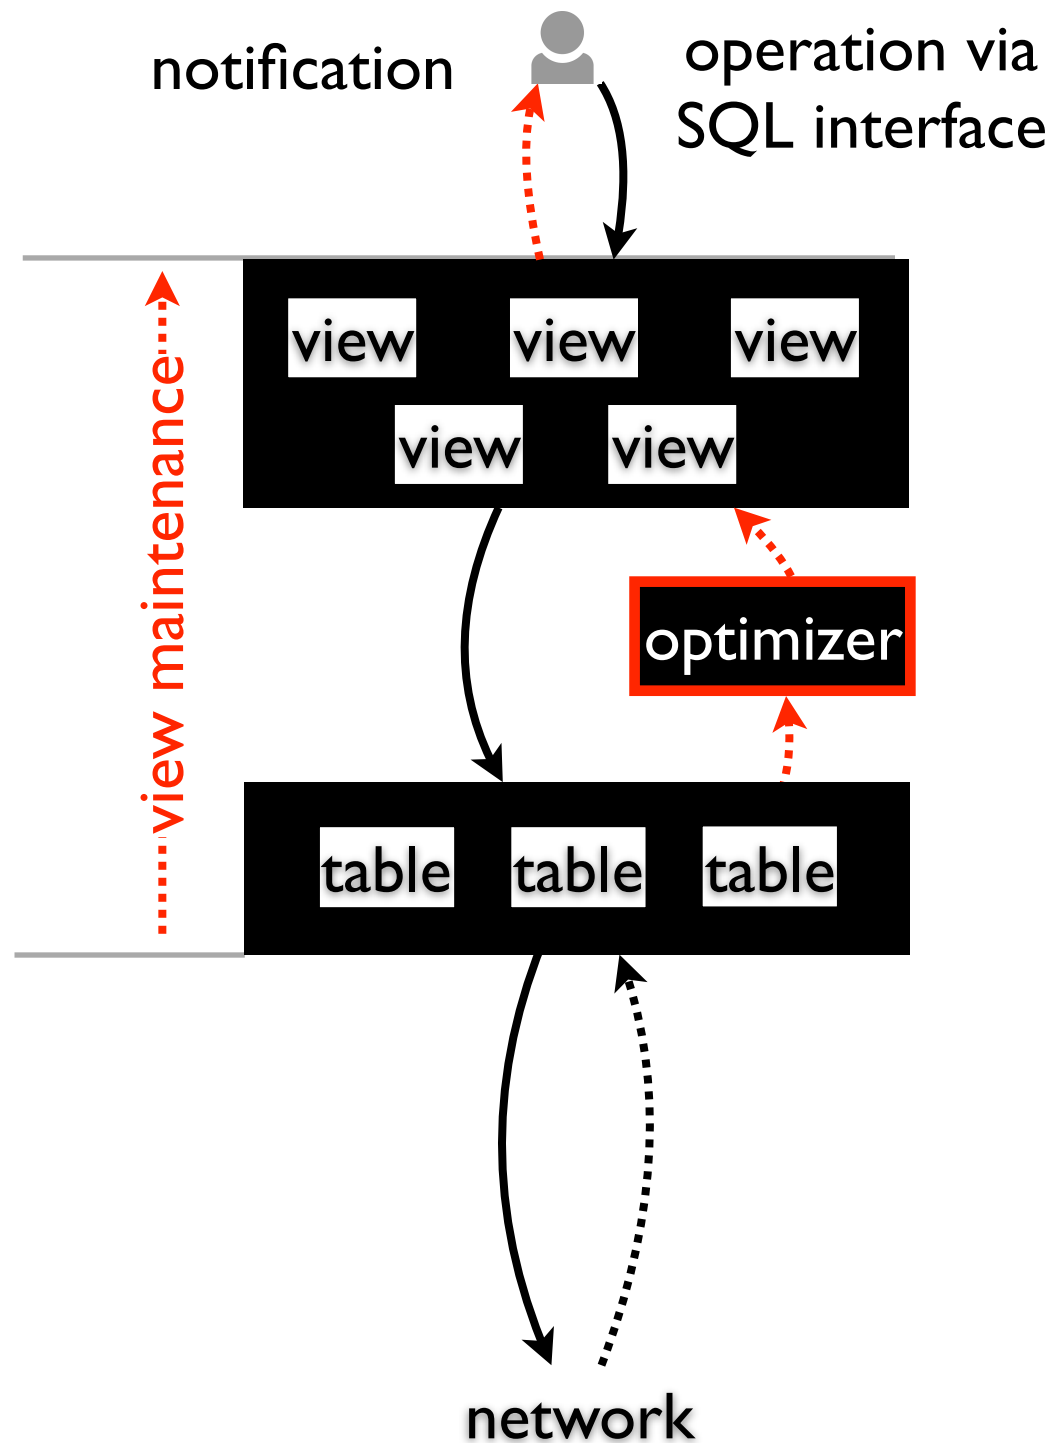 notification
operation via
SQL interface
view
view
view
view
view
view maintenance
optimizer
table
table
table
network